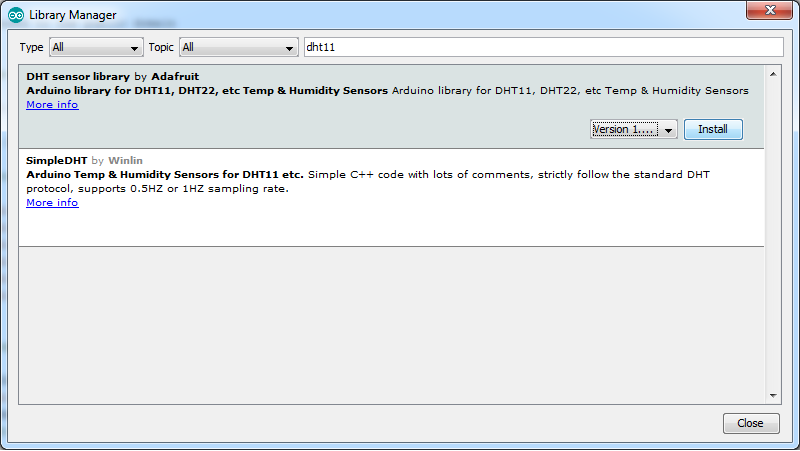 Library Manager
Type All Topic All dht11
DHT sensor library by Adafruit
Arduino library for DHT11, DHT22, etc Temp & Humidity Sensors Arduino library for DHT11, DHT22, etc Temp & Humidity Sensors
More info
Version 1.... Install
SimpleDHT by Winlin
Arduino Temp & Humidity Sensors for DHT11 etc. Simple C++ code with lots of comments, strictly follow the standard DHT
protocol, supports 0.5HZ or 1HZ sampling rate.
More info
Close